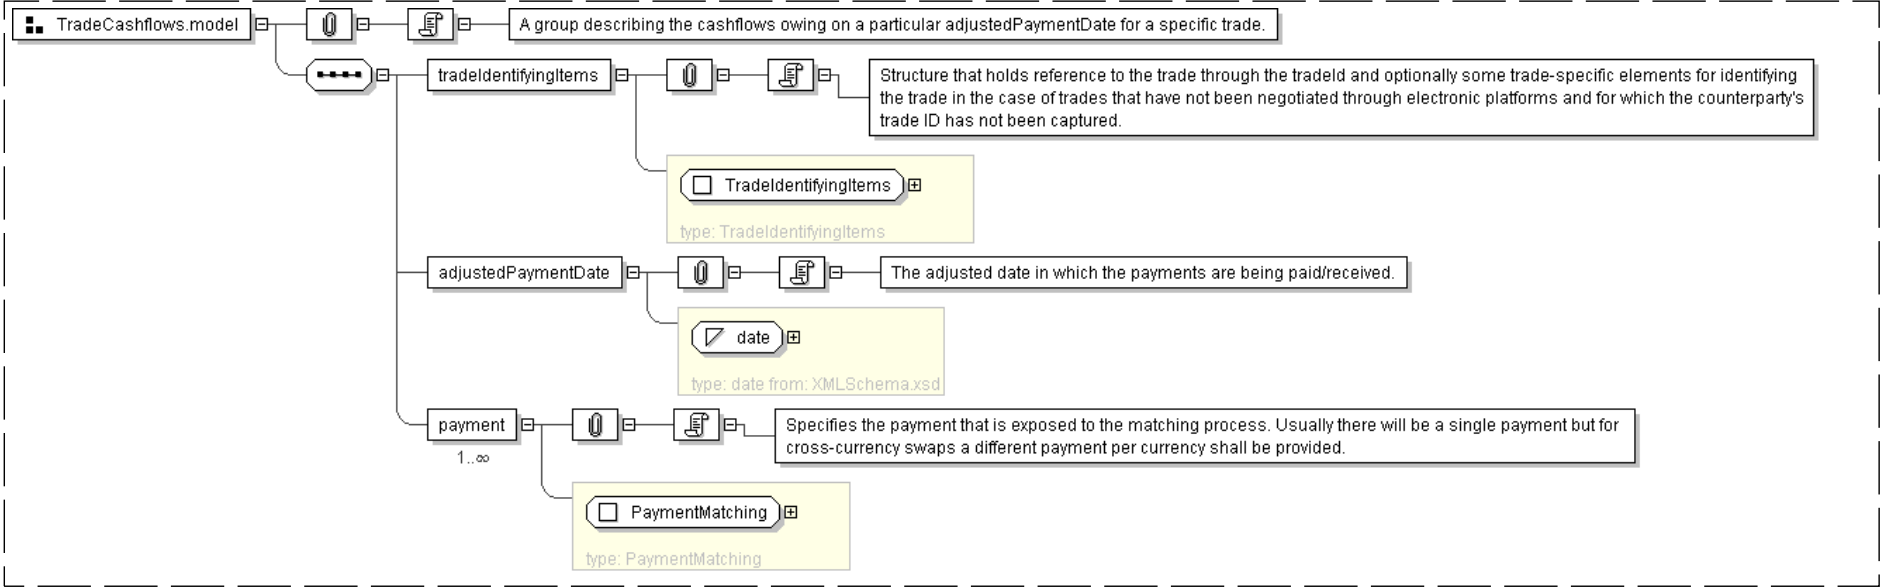 TradeCashflows.model
A group describing the cashflows owing on a particular adjustedPaymentDate for a specific trade.
tradeIdentifyingItems
Structure that holds reference to the trade through the tradeId and optionally some trade-specific elements for identifying
the trade in the case of trades that have not been negotiated through electronic platforms and for which the counterparty's
trade ID has not been captured.
TradeIdentifyingItems
type: TradeIdentifyingItems
adjustedPaymentDate
The adjusted date in which the payments are being paid/received.
date
type: date from: XMLSchema.xsd
payment
1..∞
Specifies the payment that is exposed to the matching process. Usually there will be a single payment but for
cross-currency swaps a different payment per currency shall be provided.
PaymentMatching
type: PaymentMatching